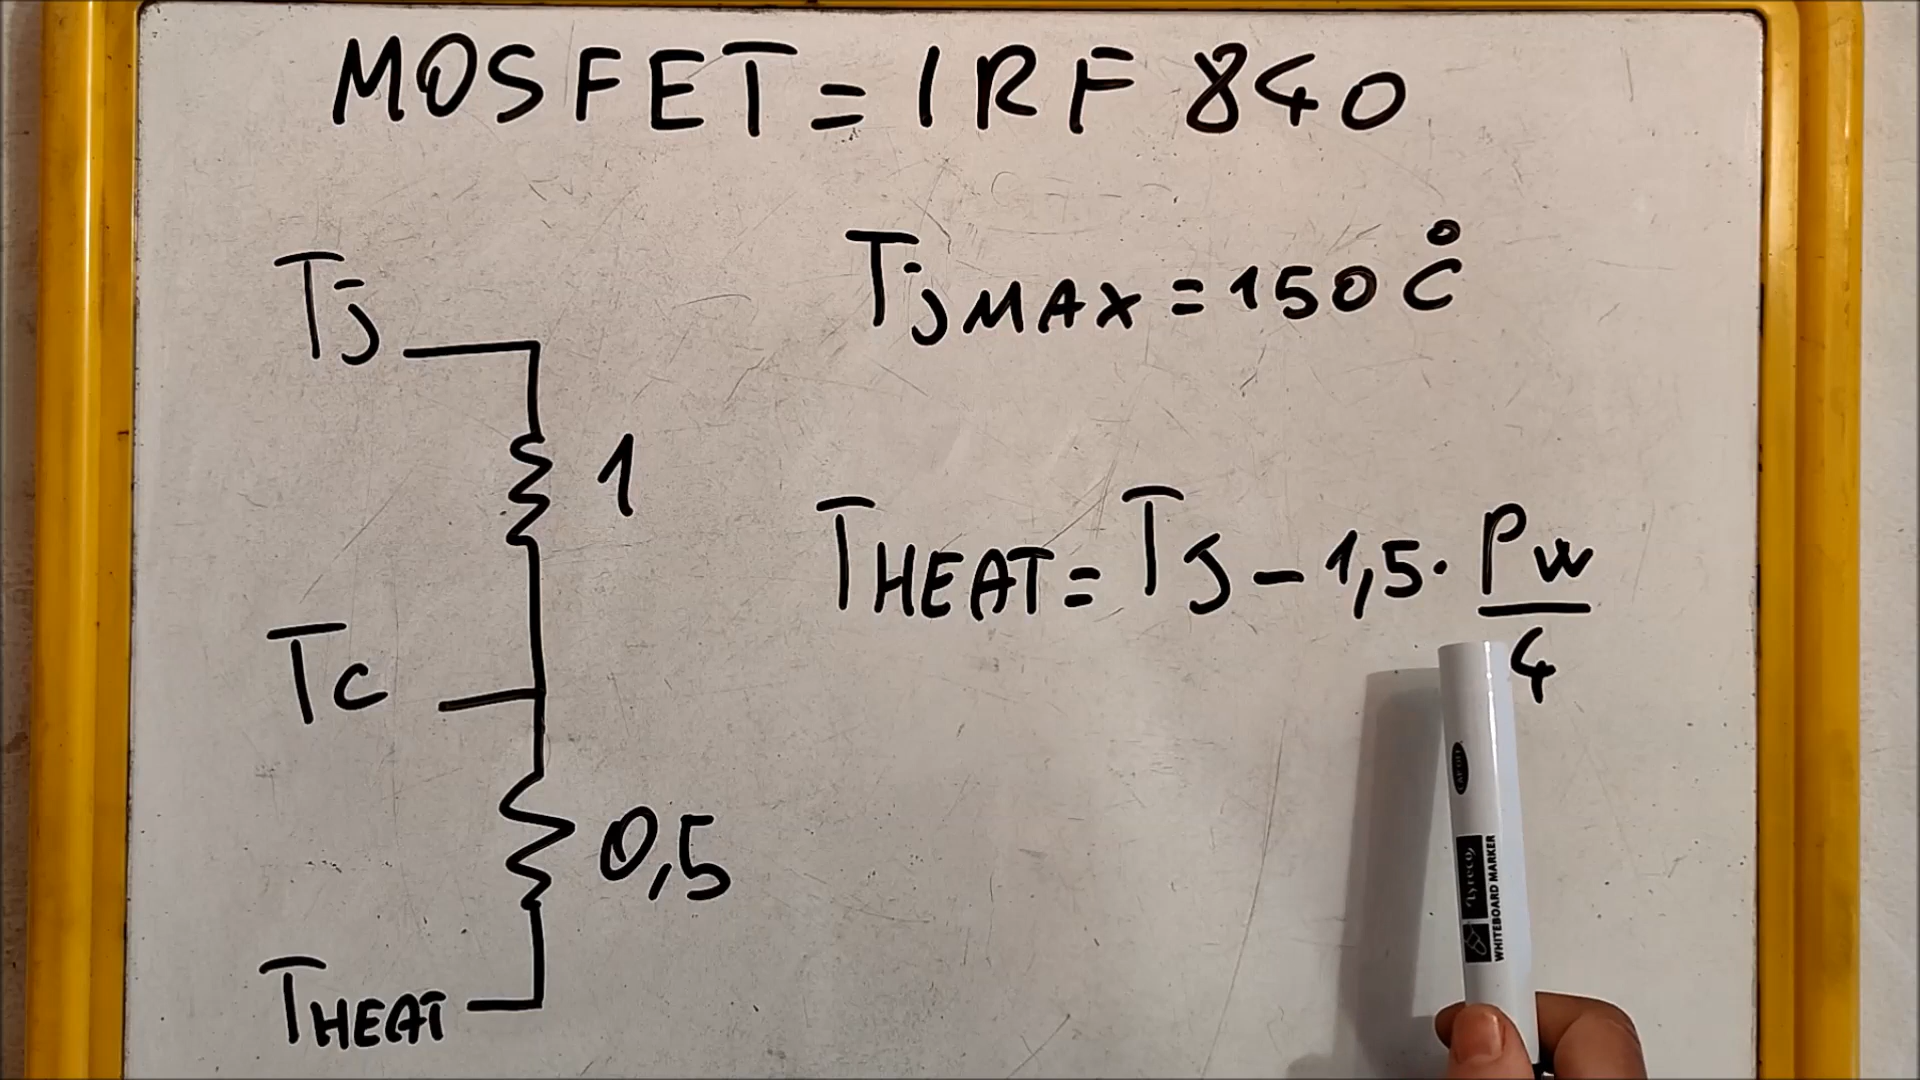 MOSFET = IRF 840
Tj
TjMAX = 150 °C
1
THEAT = TJ - 1,5 · Pw
4
Tc
0,5
THEAT
Lyreco
WHITEBOARD MARKER